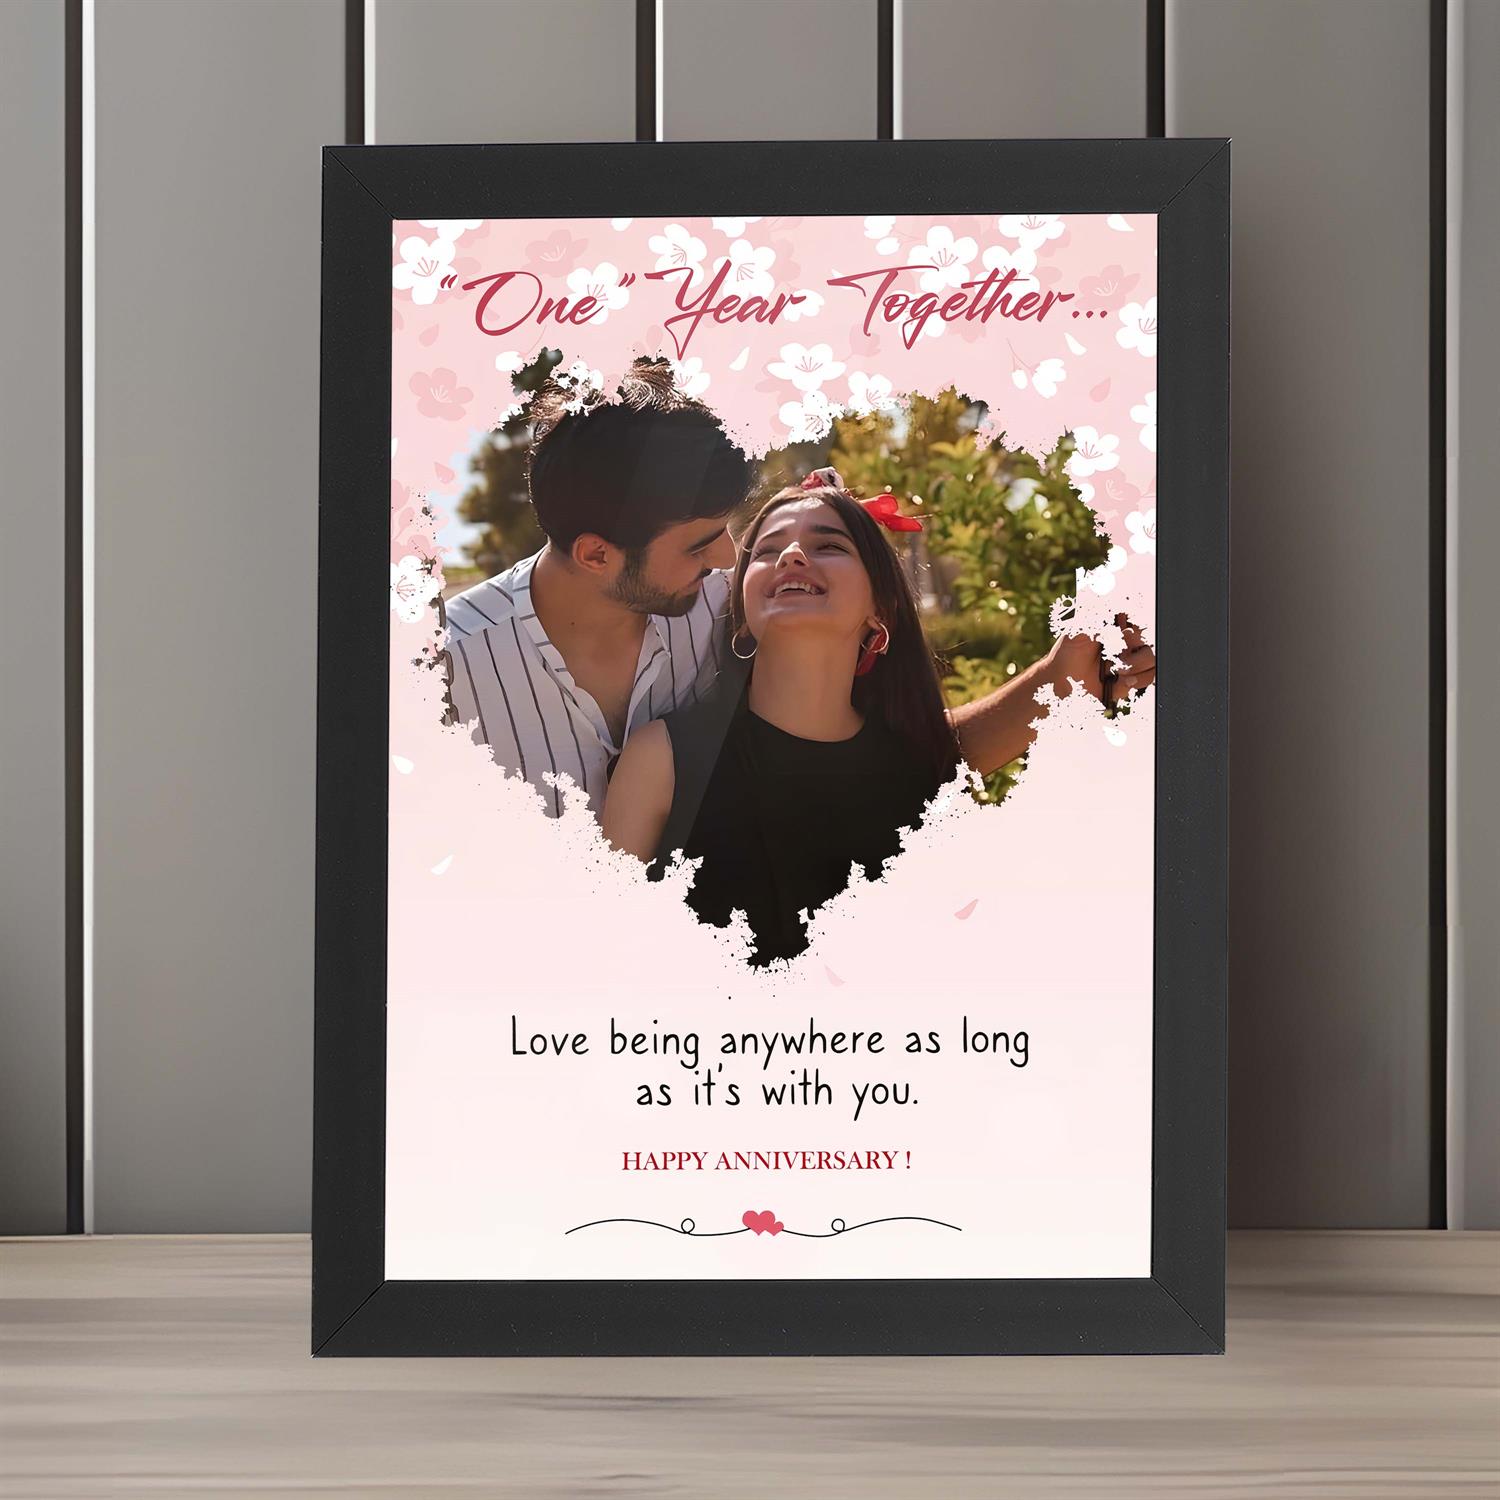 "One" Year Together...
Love being anywhere as long
as it's with you.
HAPPY ANNIVERSARY !